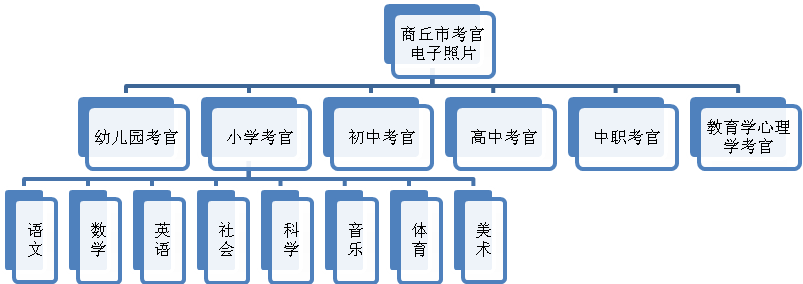 商丘市考官
电子照片
幼儿园考官
小学考官
初中考官
高中考官
中职考官
教育学心理
学考官
语文
数学
英语
社会
科学
音乐
体育
美术